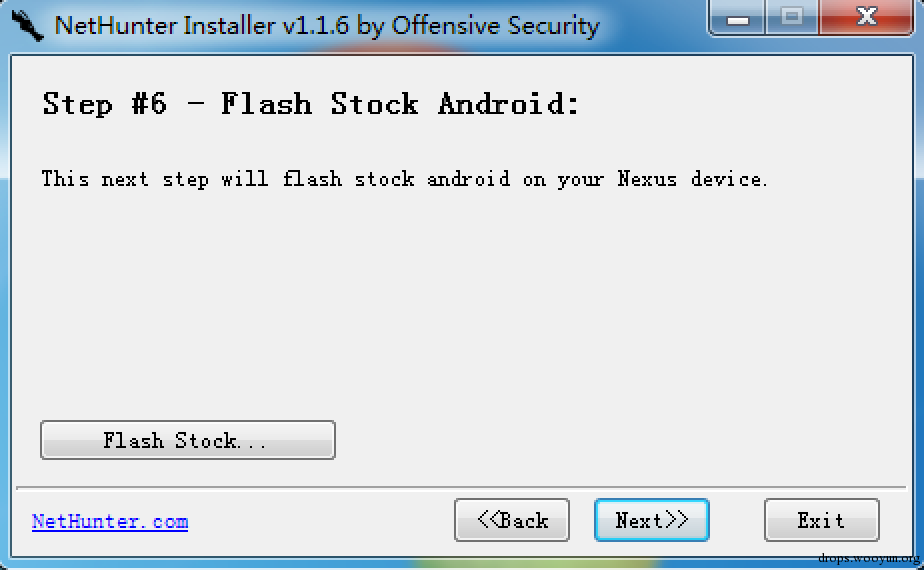 NetHunter Installer v1.1.6 by Offensive Security
Step #6 - Flash Stock Android:
This next step will flash stock android on your Nexus device.
Flash Stock...
NetHunter.com
<<Back
Next>>
Exit
drops.wooyun.org